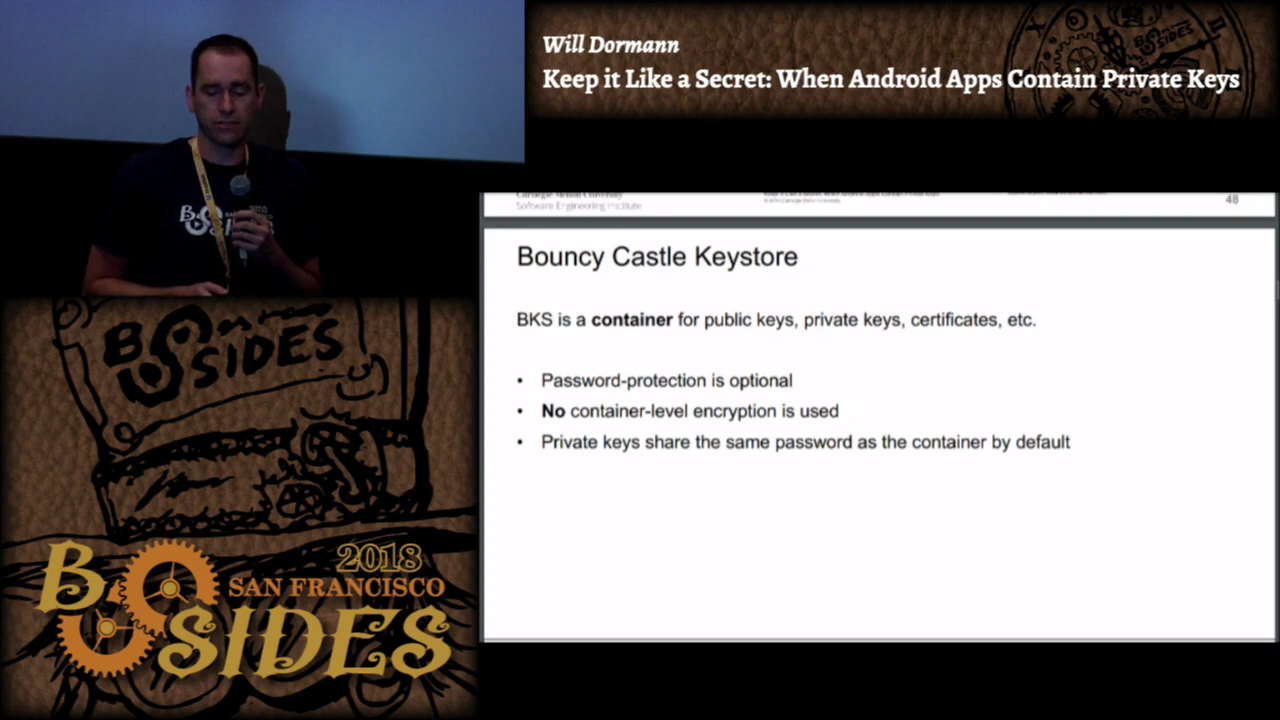 Will Dormann
Keep it Like a Secret: When Android Apps Contain Private Keys
BSIDES
BSIDES
Carnegie Mellon University
Software Engineering Institute
48
Bouncy Castle Keystore
BKS is a container for public keys, private keys, certificates, etc.
• Password-protection is optional
• No container-level encryption is used
• Private keys share the same password as the container by default
BSIDES
2018
SAN FRANCISCO
BSIDES